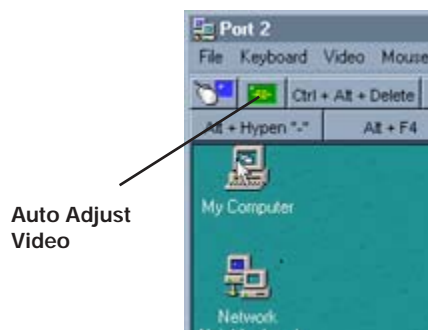 Port 2
File Keyboard Video Mouse
Ctrl + Alt + Delete
Alt + Hypen "-" Alt + F4
My Computer
Auto Adjust
Video
Network